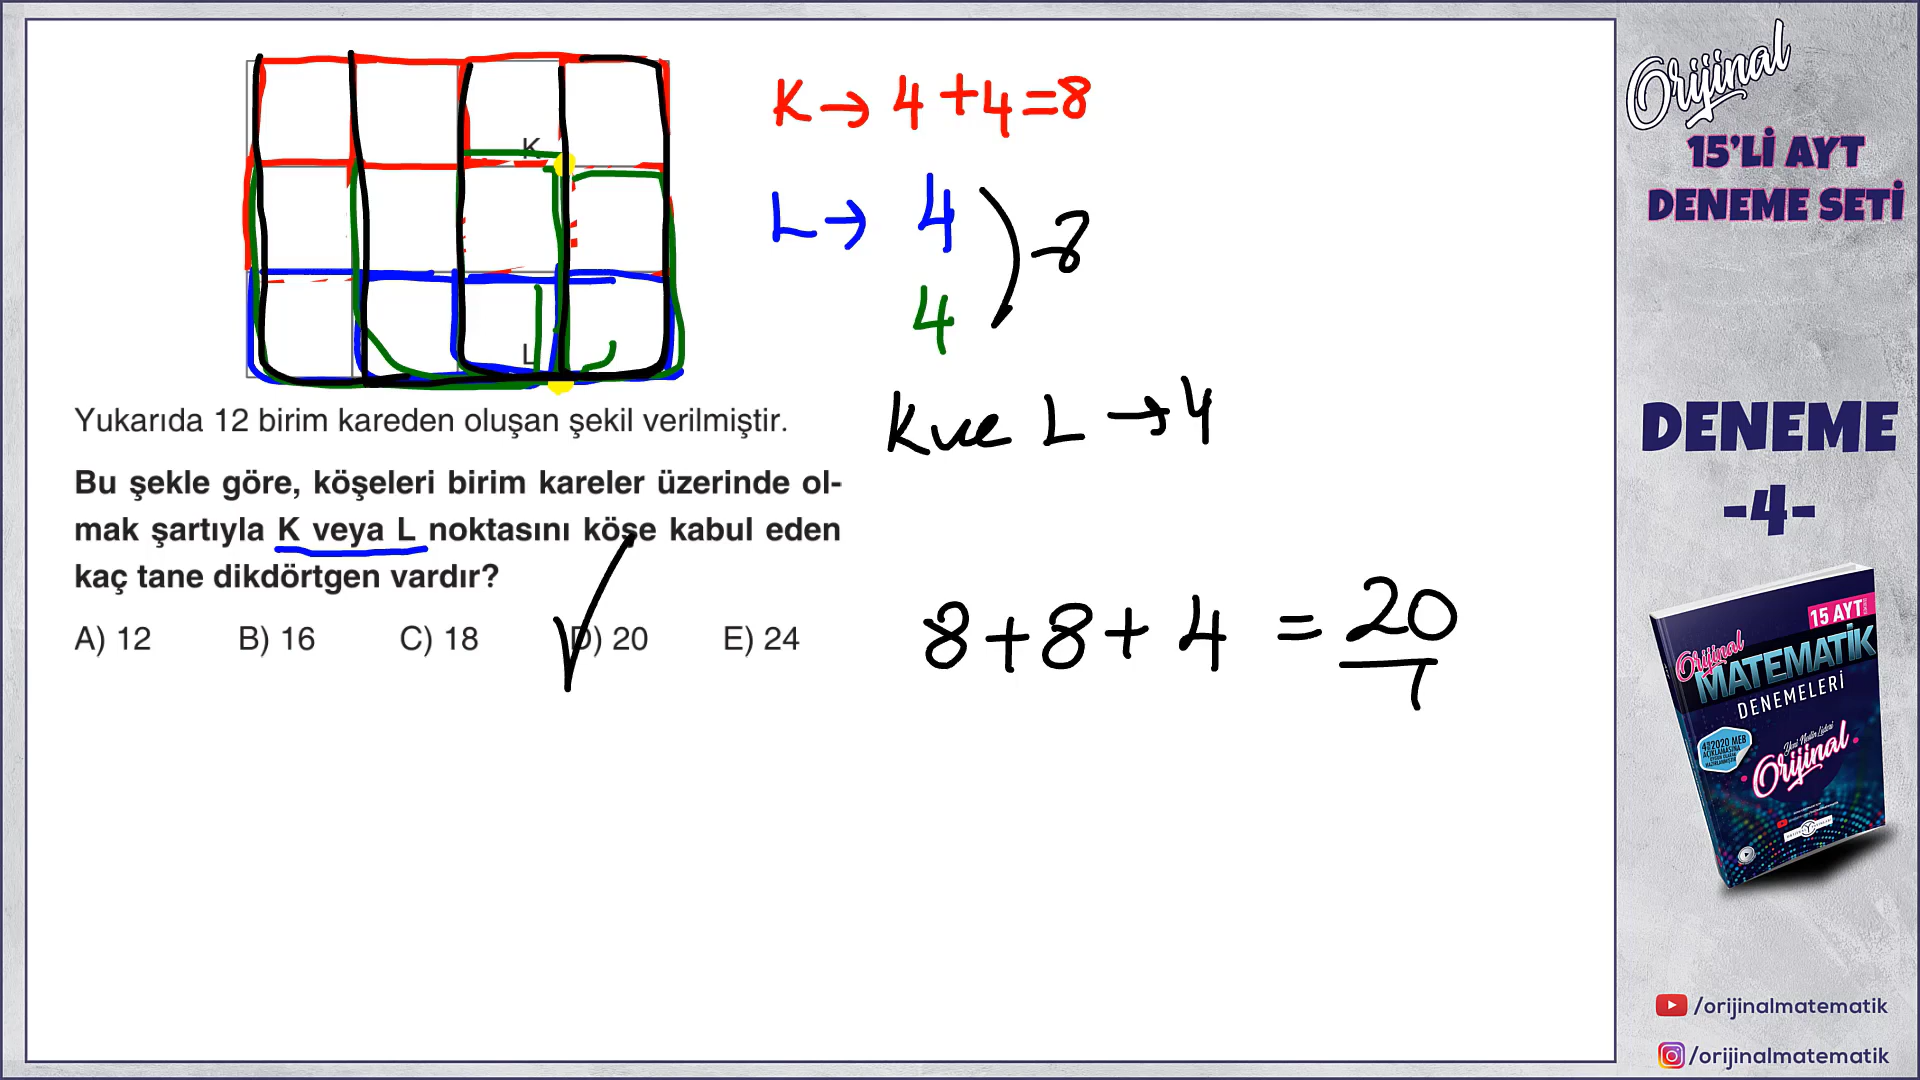 K
L
K → 4 + 4 = 8
L → 4
4
8
K ve L → 4
Yukarıda 12 birim kareden oluşan şekil verilmiştir.
Bu şekle göre, köşeleri birim kareler üzerinde ol-
mak şartıyla K veya L noktasını köşe kabul eden
kaç tane dikdörtgen vardır?
A) 12 B) 16 C) 18 D) 20 E) 24
8 + 8 + 4 = 20
Orijinal
15'Lİ AYT
DENEME SETİ
DENEME
-4-
15 AYT
Orijinal
MATEMATİK
DENEMELERİ
Orijinal
/orijinalmatematik
/orijinalmatematik